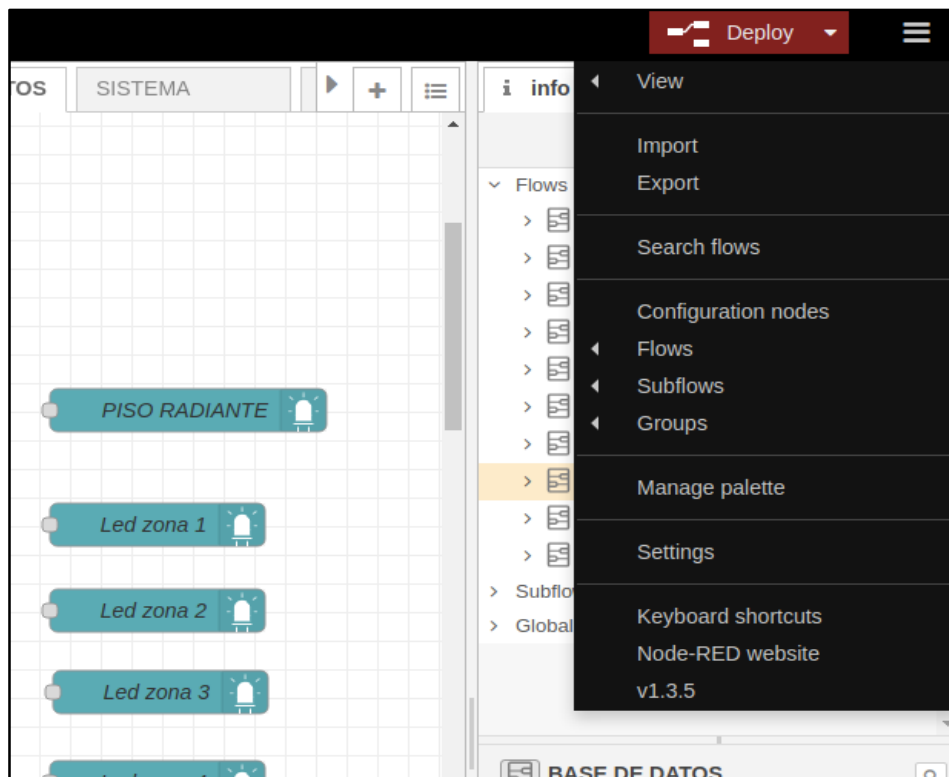 Deploy
TOS
SISTEMA
info
View
Import
Export
Search flows
Configuration nodes
Flows
Subflows
Groups
Manage palette
Settings
Keyboard shortcuts
Node-RED website
v1.3.5
Flows
Subflo
Global
PISO RADIANTE
Led zona 1
Led zona 2
Led zona 3
BASE DE DATOS